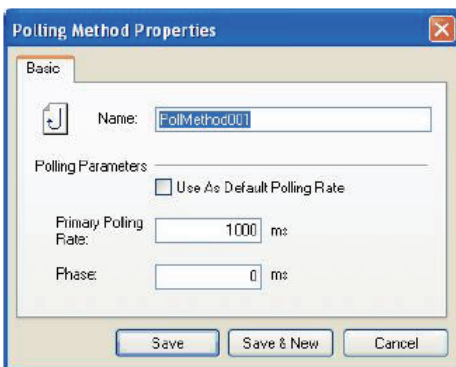 Polling Method Properties
Basic
Name: PollMethod001
Polling Parameters
Use As Default Polling Rate
Primary Polling Rate: 1000 ms
Phase: 0 ms
Save Save & New Cancel